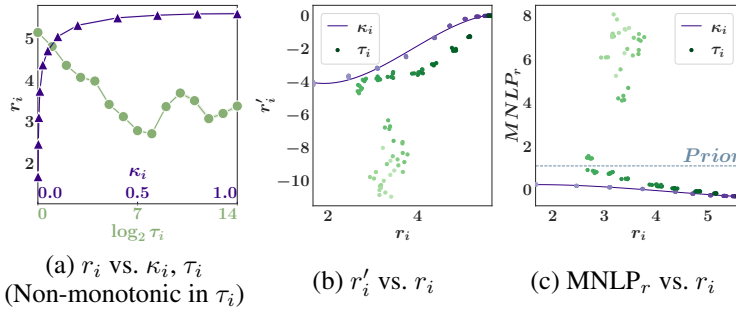 5
4
3
2
r_i
0.0
κ_i
0.5
1.0
0
7
14
log₂ τ_i
(a) r_i vs. κ_i, τ_i
(Non-monotonic in τ_i)
0
−2
−4
−6
−8
−10
r′_i
κ_i
τ_i
2
4
r_i
(b) r′_i vs. r_i
8
6
4
2
0
MNLP_r
κ_i
τ_i
Prior
2
3
4
5
r_i
(c) MNLP_r vs. r_i